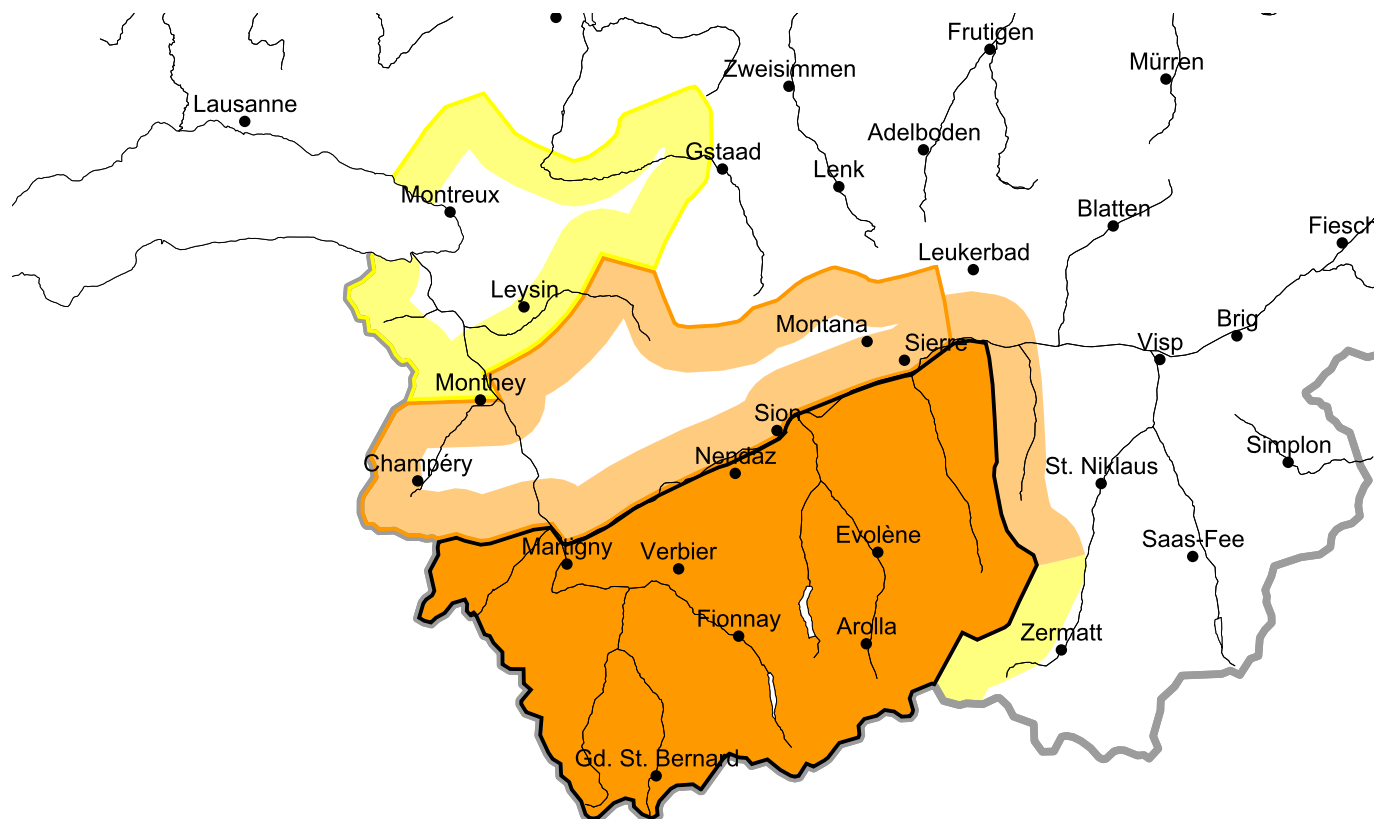 Frutigen
Zweisimmen
Mürren
Lausanne
Adelboden
Gstaad
Lenk
Montreux
Blatten
Fiesch
Leukerbad
Leysin
Montana
Brig
Sierre
Visp
Monthey
Sion
Simplon
Nendaz
Champéry
St. Niklaus
Evolène
Saas-Fee
Martigny
Verbier
Fionnay
Arolla
Zermatt
Gd. St. Bernard